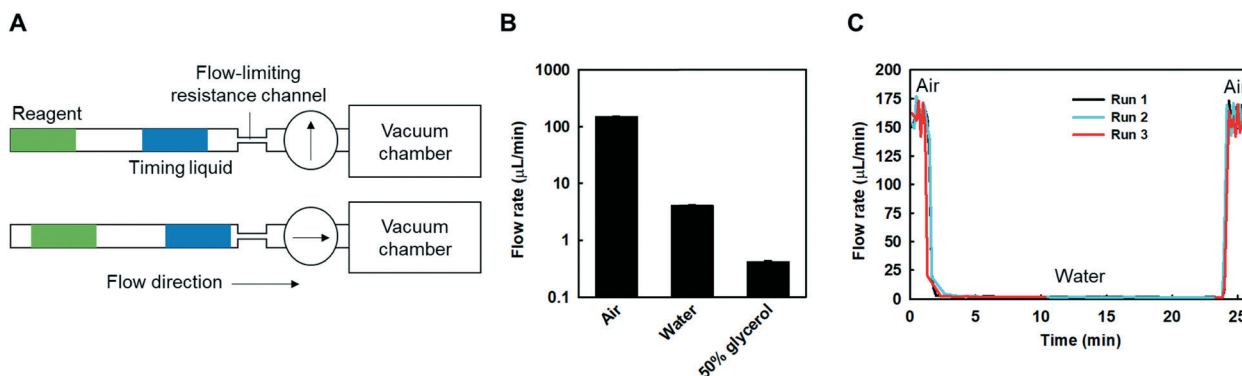 A
Flow-limiting
resistance channel
Reagent
Timing liquid
Vacuum
chamber
Vacuum
chamber
Flow direction
B
Flow rate (μL/min)
1000
100
10
1
0.1
Air
Water
50% glycerol
C
Flow rate (μL/min)
200
175
150
125
100
75
50
25
0
Air
Run 1
Run 2
Run 3
Air
Water
0
5
10
15
20
25
Time (min)